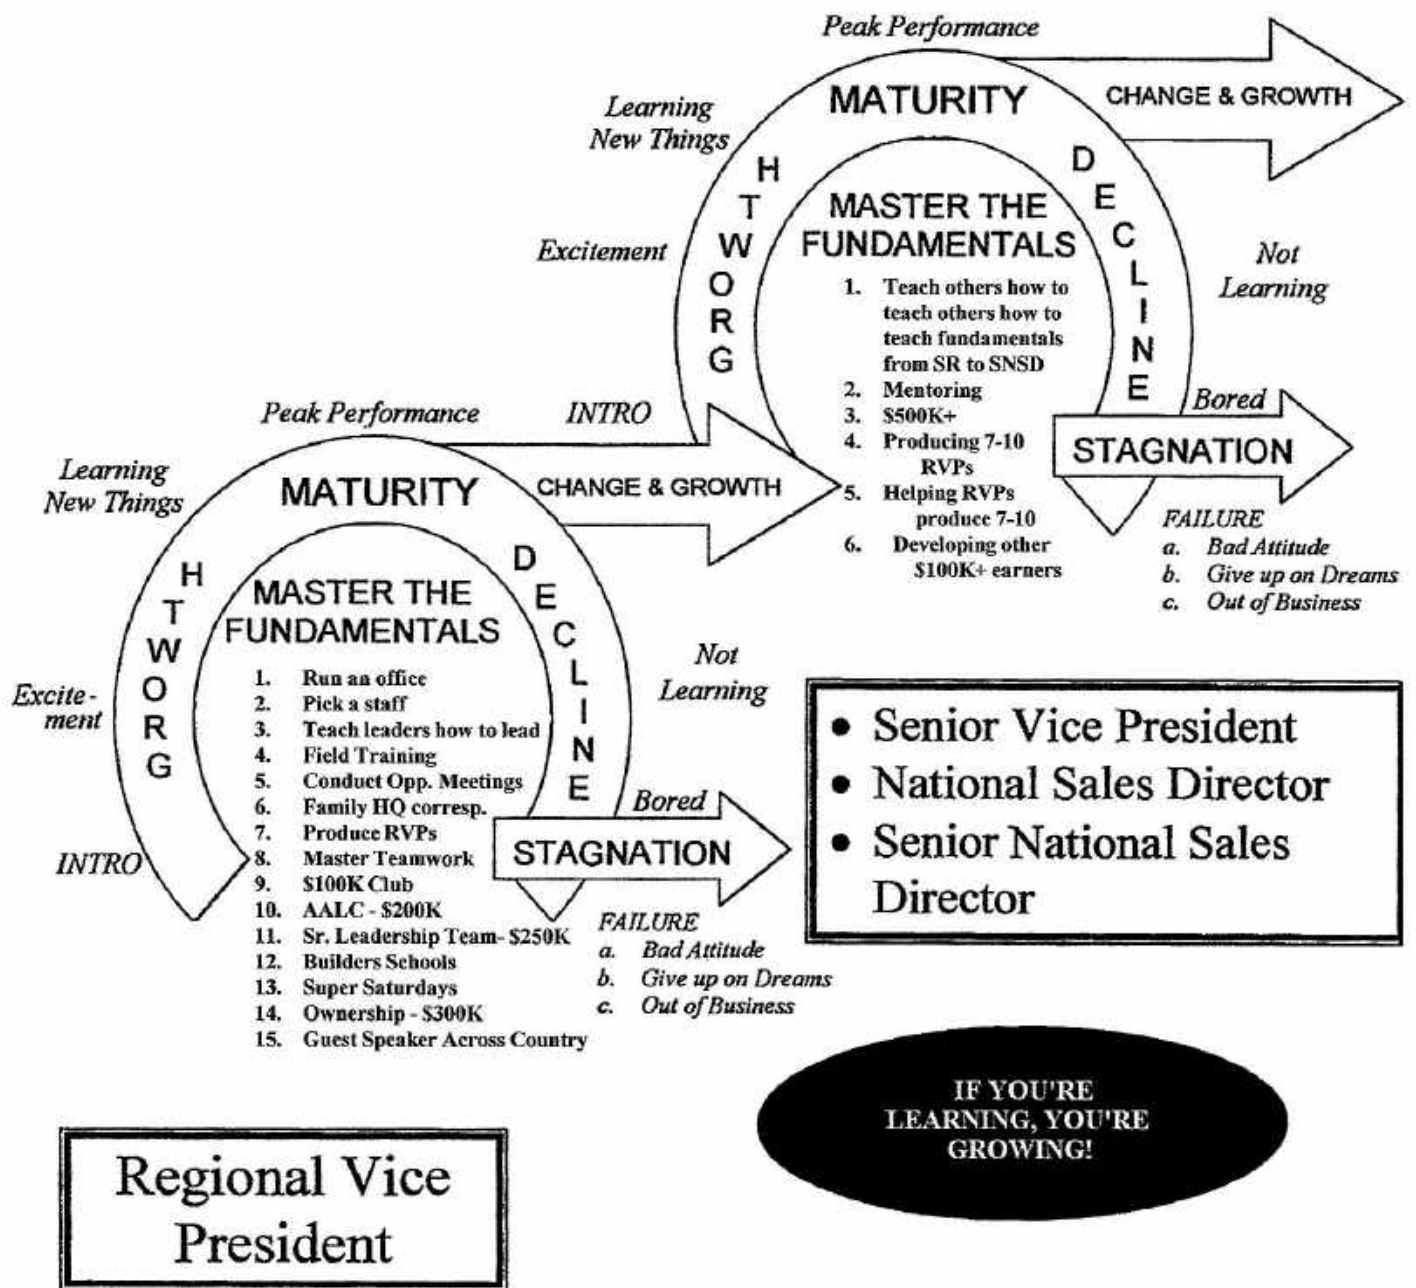 Peak Performance
MATURITY
CHANGE & GROWTH
Learning
New Things
GROWTH
DECLINE
Excitement
MASTER THE
FUNDAMENTALS
1. Teach others how to
teach others how to
teach fundamentals
from SR to SNSD
2. Mentoring
3. $500K+
4. Producing 7-10
RVPs
5. Helping RVPs
produce 7-10
6. Developing other
$100K+ earners
Not
Learning
Bored
STAGNATION
FAILURE
a. Bad Attitude
b. Give up on Dreams
c. Out of Business
Peak Performance
INTRO
MATURITY
CHANGE & GROWTH
Learning
New Things
GROWTH
DECLINE
Excite-
ment
INTRO
MASTER THE
FUNDAMENTALS
1. Run an office
2. Pick a staff
3. Teach leaders how to lead
4. Field Training
5. Conduct Opp. Meetings
6. Family HQ corresp.
7. Produce RVPs
8. Master Teamwork
9. $100K Club
10. AALC - $200K
11. Sr. Leadership Team- $250K
12. Builders Schools
13. Super Saturdays
14. Ownership - $300K
15. Guest Speaker Across Country
Not
Learning
Bored
STAGNATION
FAILURE
a. Bad Attitude
b. Give up on Dreams
c. Out of Business
• Senior Vice President
• National Sales Director
• Senior National Sales
Director
IF YOU'RE
LEARNING, YOU'RE
GROWING!
Regional Vice
President